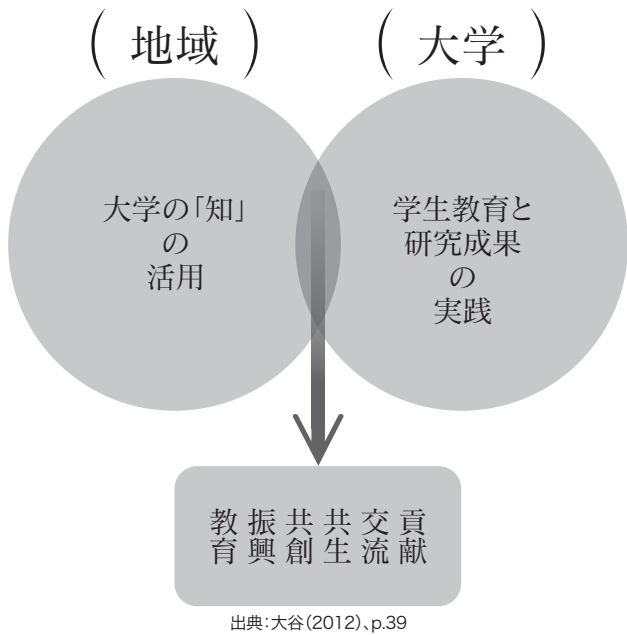 (地域)
(大学)
大学の「知」
の
活用
学生教育と
研究成果
の
実践
貢献
交流
共生
共創
振興
教育
出典:大谷(2012)、p.39